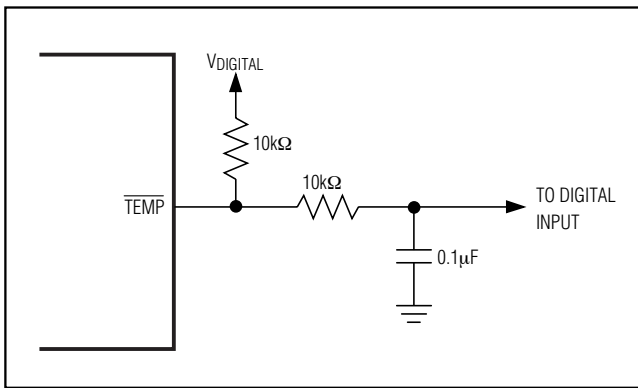 VDIGITAL
10kΩ
10kΩ
TEMP
TO DIGITAL
INPUT
0.1µF